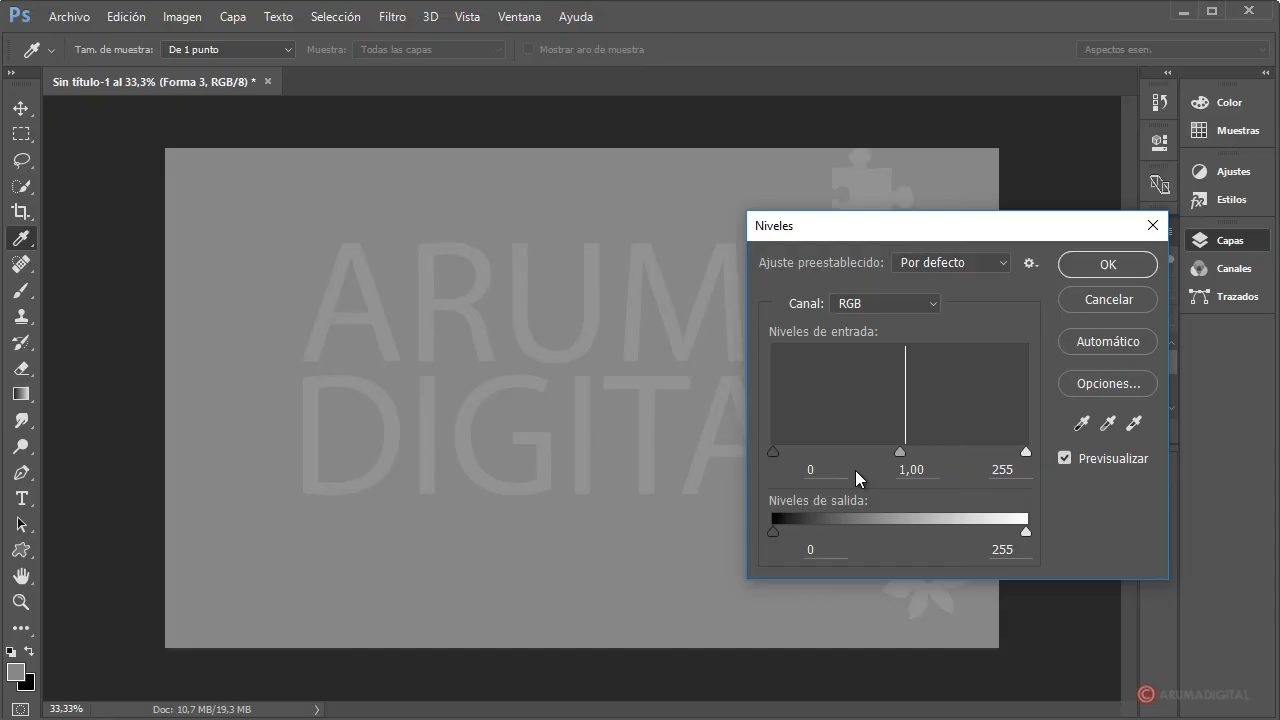 Ps Archivo Edición Imagen Capa Texto Selección Filtro 3D Vista Ventana Ayuda
Tam. de muestra: De 1 punto Muestra: Todas las capas Mostrar aro de muestra Aspectos esen.
Sin título-1 al 33,3% (Forma 3, RGB/8) * ×
Color
Muestras
Ajustes
Estilos
Capas
Canales
Trazados
ARUM
DIGITA
Niveles
Ajuste preestablecido: Por defecto
OK
Canal: RGB
Cancelar
Niveles de entrada:
Automático
Opciones...
Previsualizar
0 1,00 255
Niveles de salida:
0 255
T
33,33% Doc: 10,7 MB/19,3 MB
© ARUMADIGITAL